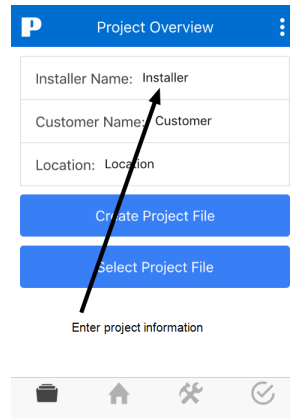 P Project Overview
Installer Name: Installer
Customer Name: Customer
Location: Location
Create Project File
Select Project File
Enter project information